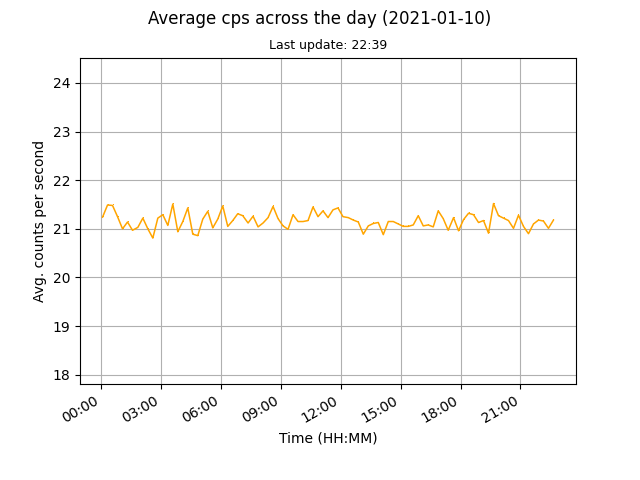 Average cps across the day (2021-01-10)
Last update: 22:39
24
23
22
21
20
19
18
Avg. counts per second
00:00 03:00 06:00 09:00 12:00 15:00 18:00 21:00
Time (HH:MM)